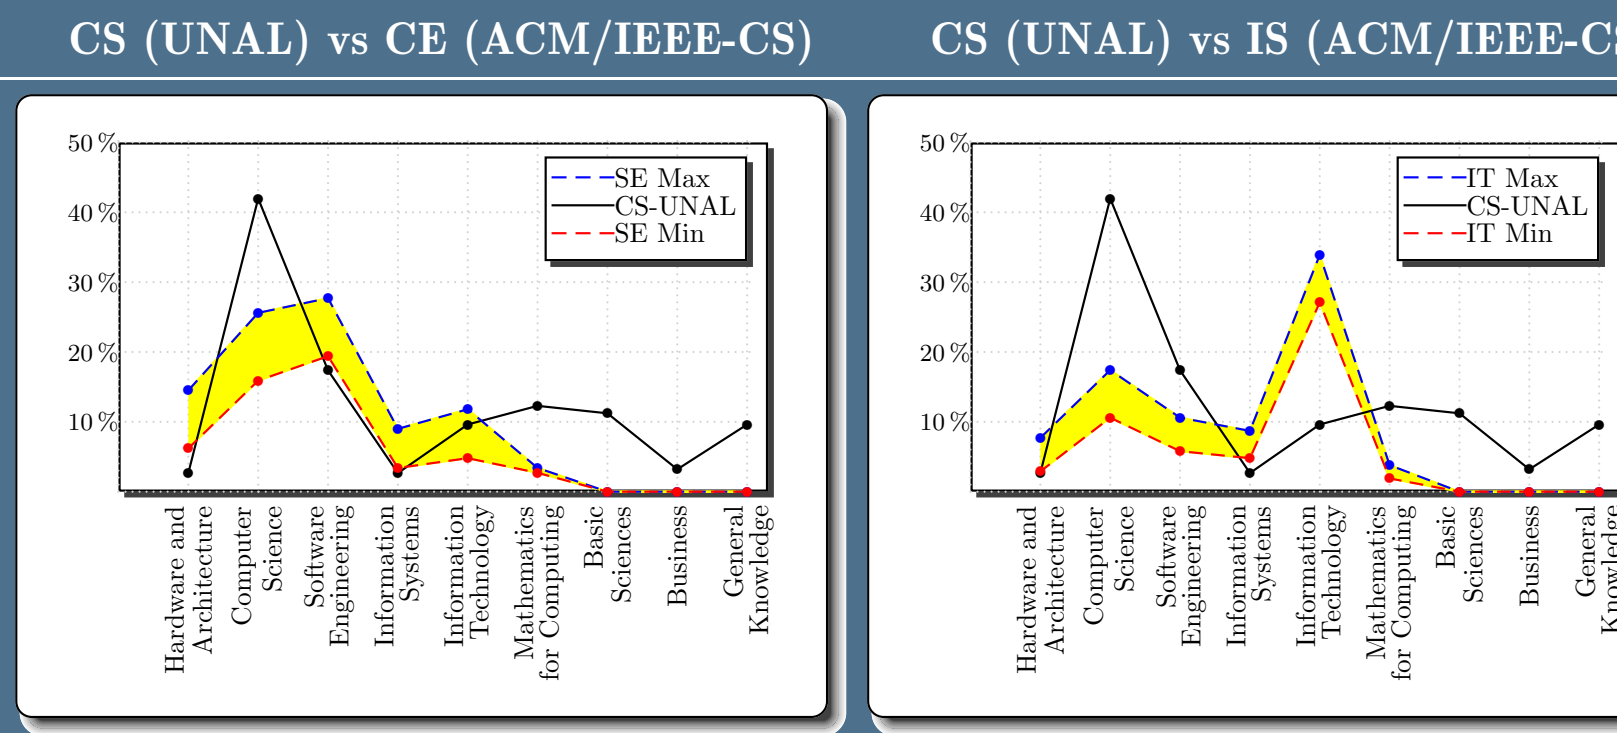 CS (UNAL) vs CE (ACM/IEEE-CS)
50 %
40 %
30 %
20 %
10 %
SE Max
CS-UNAL
SE Min
Hardware and
Architecture
Computer
Science
Software
Engineering
Information
Systems
Information
Technology
Mathematics
for Computing
Basic
Sciences
Business
General
Knowledge
CS (UNAL) vs IS (ACM/IEEE-CS
50 %
40 %
30 %
20 %
10 %
IT Max
CS-UNAL
IT Min
Hardware and
Architecture
Computer
Science
Software
Engineering
Information
Systems
Information
Technology
Mathematics
for Computing
Basic
Sciences
Business
General
Knowledge